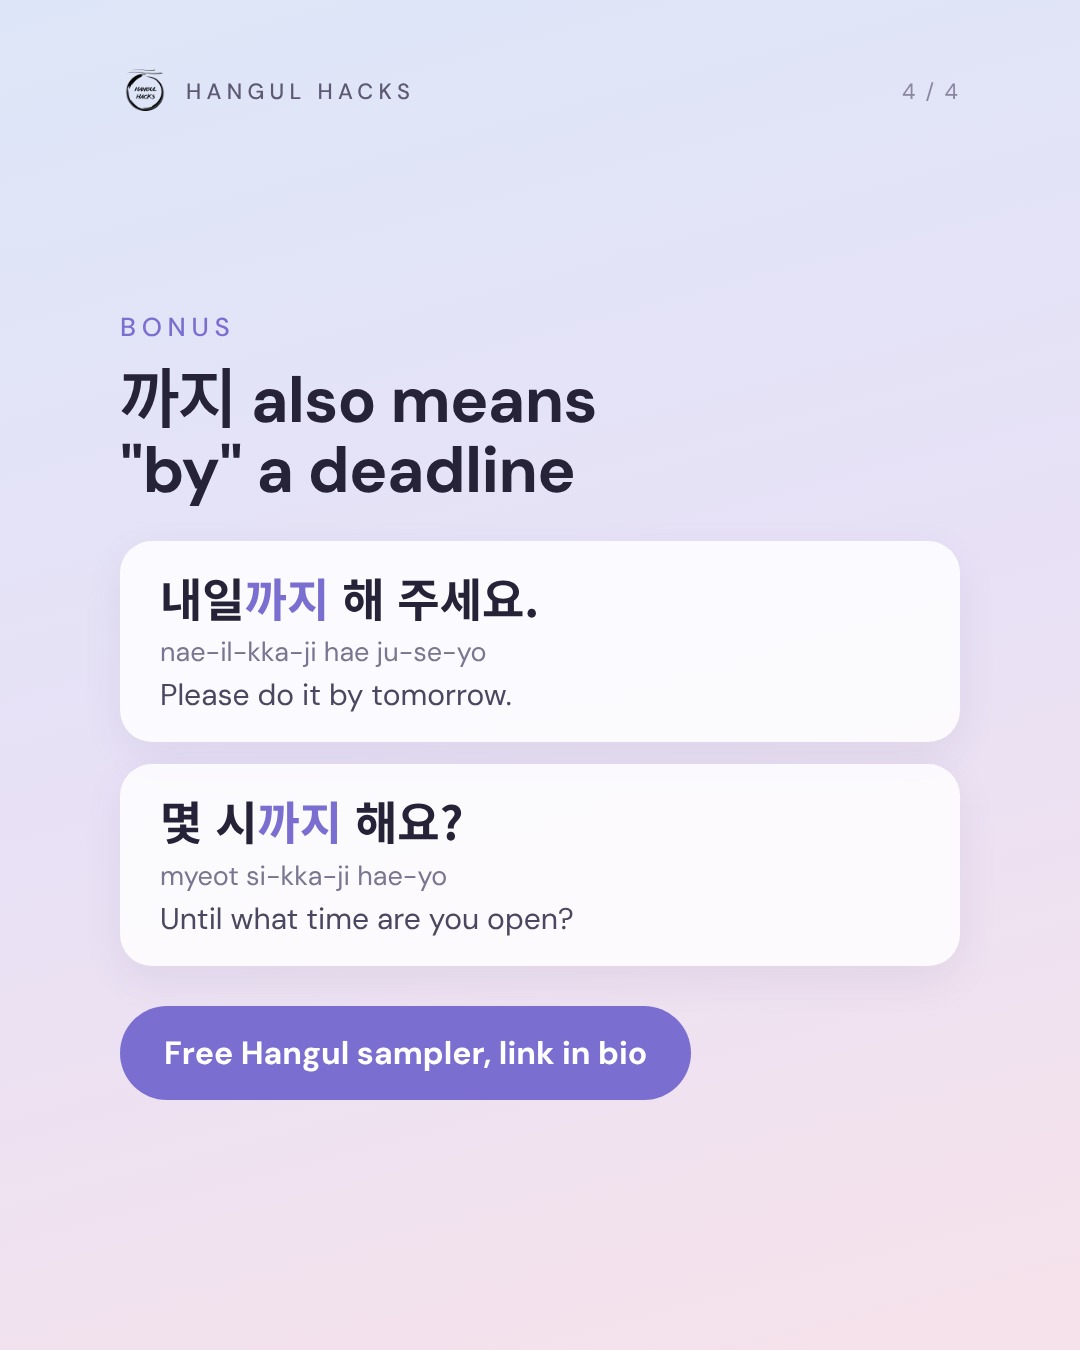 HANGUL HACKS
HANGUL HACKS
4 / 4
BONUS
까지 also means
"by" a deadline
내일까지 해 주세요.
nae-il-kka-ji hae ju-se-yo
Please do it by tomorrow.
몇 시까지 해요?
myeot si-kka-ji hae-yo
Until what time are you open?
Free Hangul sampler, link in bio